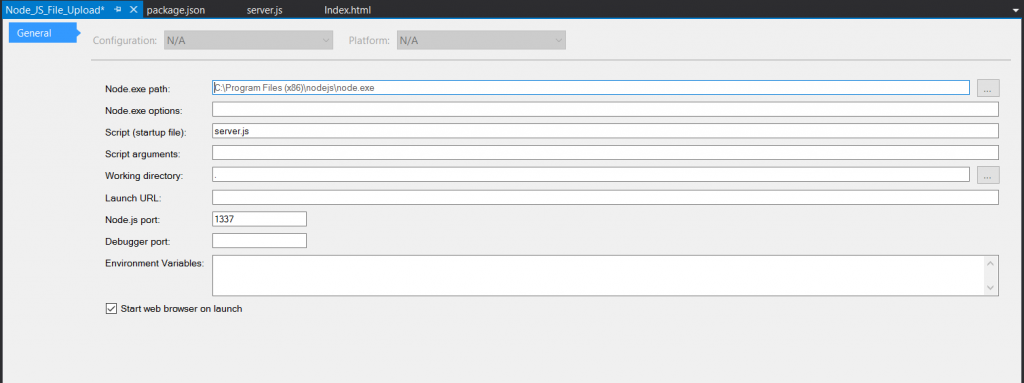 Node_JS_File_Upload* package.json server.js Index.html
General
Configuration: N/A Platform: N/A
Node.exe path: C:\Program Files (x86)\nodejs\node.exe ...
Node.exe options:
Script (startup file): server.js
Script arguments:
Working directory: . ...
Launch URL:
Node.js port: 1337
Debugger port:
Environment Variables:
Start web browser on launch